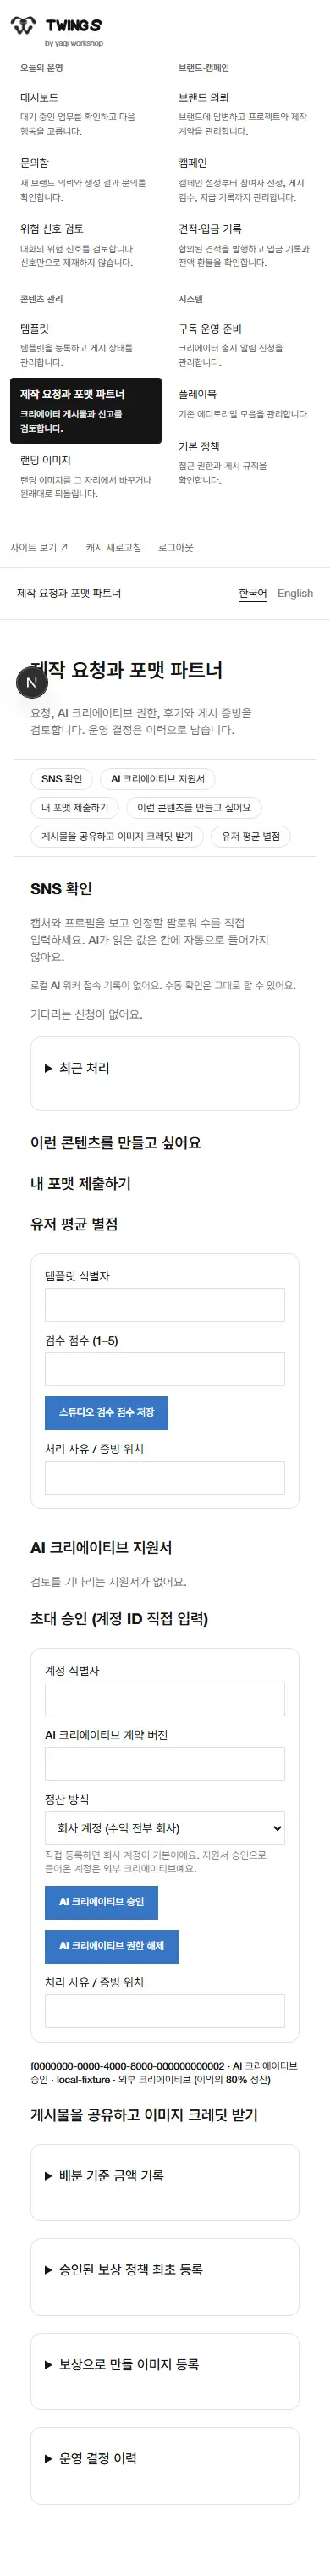 TWINGS
by yagi workshop
오늘의 운영
대시보드
대기 중인 업무를 확인하고 다음
행동을 고릅니다.
문의함
새 브랜드 의뢰와 생성 결과 문의를
확인합니다.
위험 신호 검토
대화의 위험 신호를 검토합니다.
신호만으로 제재하지 않습니다.
브랜드·캠페인
브랜드 의뢰
브랜드에 답변하고 프로젝트와 제작
계약을 관리합니다.
캠페인
캠페인 설정부터 참여자 선정, 게시
검수, 지급 기록까지 관리합니다.
견적·입금 기록
합의된 견적을 발행하고 입금 기록과
전액 환불을 확인합니다.
콘텐츠 관리
템플릿
템플릿을 등록하고 게시 상태를
관리합니다.
제작 요청과 포맷 파트너
크리에이터 게시물과 신고를
검토합니다.
랜딩 이미지
랜딩 이미지를 그 자리에서 바꾸거나
원래대로 되돌립니다.
시스템
구독 운영 준비
크리에이터 출시 알림 신청을
관리합니다.
플레이북
기존 에디토리얼 모음을 관리합니다.
기본 정책
접근 권한과 게시 규칙을
확인합니다.
사이트 보기 ↗ 캐시 새로고침 로그아웃
제작 요청과 포맷 파트너 한국어 English
제작 요청과 포맷 파트너
N
요청, AI 크리에이티브 권한, 후기와 게시 증빙을
검토합니다. 운영 결정은 이력으로 남습니다.
SNS 확인 AI 크리에이티브 지원서
내 포맷 제출하기 이런 콘텐츠를 만들고 싶어요
게시물을 공유하고 이미지 크레딧 받기 유저 평균 별점
SNS 확인
캡처와 프로필을 보고 인정할 팔로워 수를 직접
입력하세요. AI가 읽은 값은 칸에 자동으로 들어가지
않아요.
로컬 AI 워커 접속 기록이 없어요. 수동 확인은 그대로 할 수 있어요.
기다리는 신청이 없어요.
▶ 최근 처리
이런 콘텐츠를 만들고 싶어요
내 포맷 제출하기
유저 평균 별점
템플릿 식별자
검수 점수 (1–5)
스튜디오 검수 점수 저장
처리 사유 / 증빙 위치
AI 크리에이티브 지원서
검토를 기다리는 지원서가 없어요.
초대 승인 (계정 ID 직접 입력)
계정 식별자
AI 크리에이티브 계약 버전
정산 방식
회사 계정 (수익 전부 회사)
직접 등록하면 회사 계정이 기본이에요. 지원서 승인으로
들어온 계정은 외부 크리에이티브예요.
AI 크리에이티브 승인
AI 크리에이티브 권한 해제
처리 사유 / 증빙 위치
f0000000-0000-4000-8000-000000000002 · AI 크리에이티브
승인 · local-fixture · 외부 크리에이티브 (이익의 80% 정산)
게시물을 공유하고 이미지 크레딧 받기
▶ 배분 기준 금액 기록
▶ 승인된 보상 정책 최초 등록
▶ 보상으로 만들 이미지 등록
▶ 운영 결정 이력